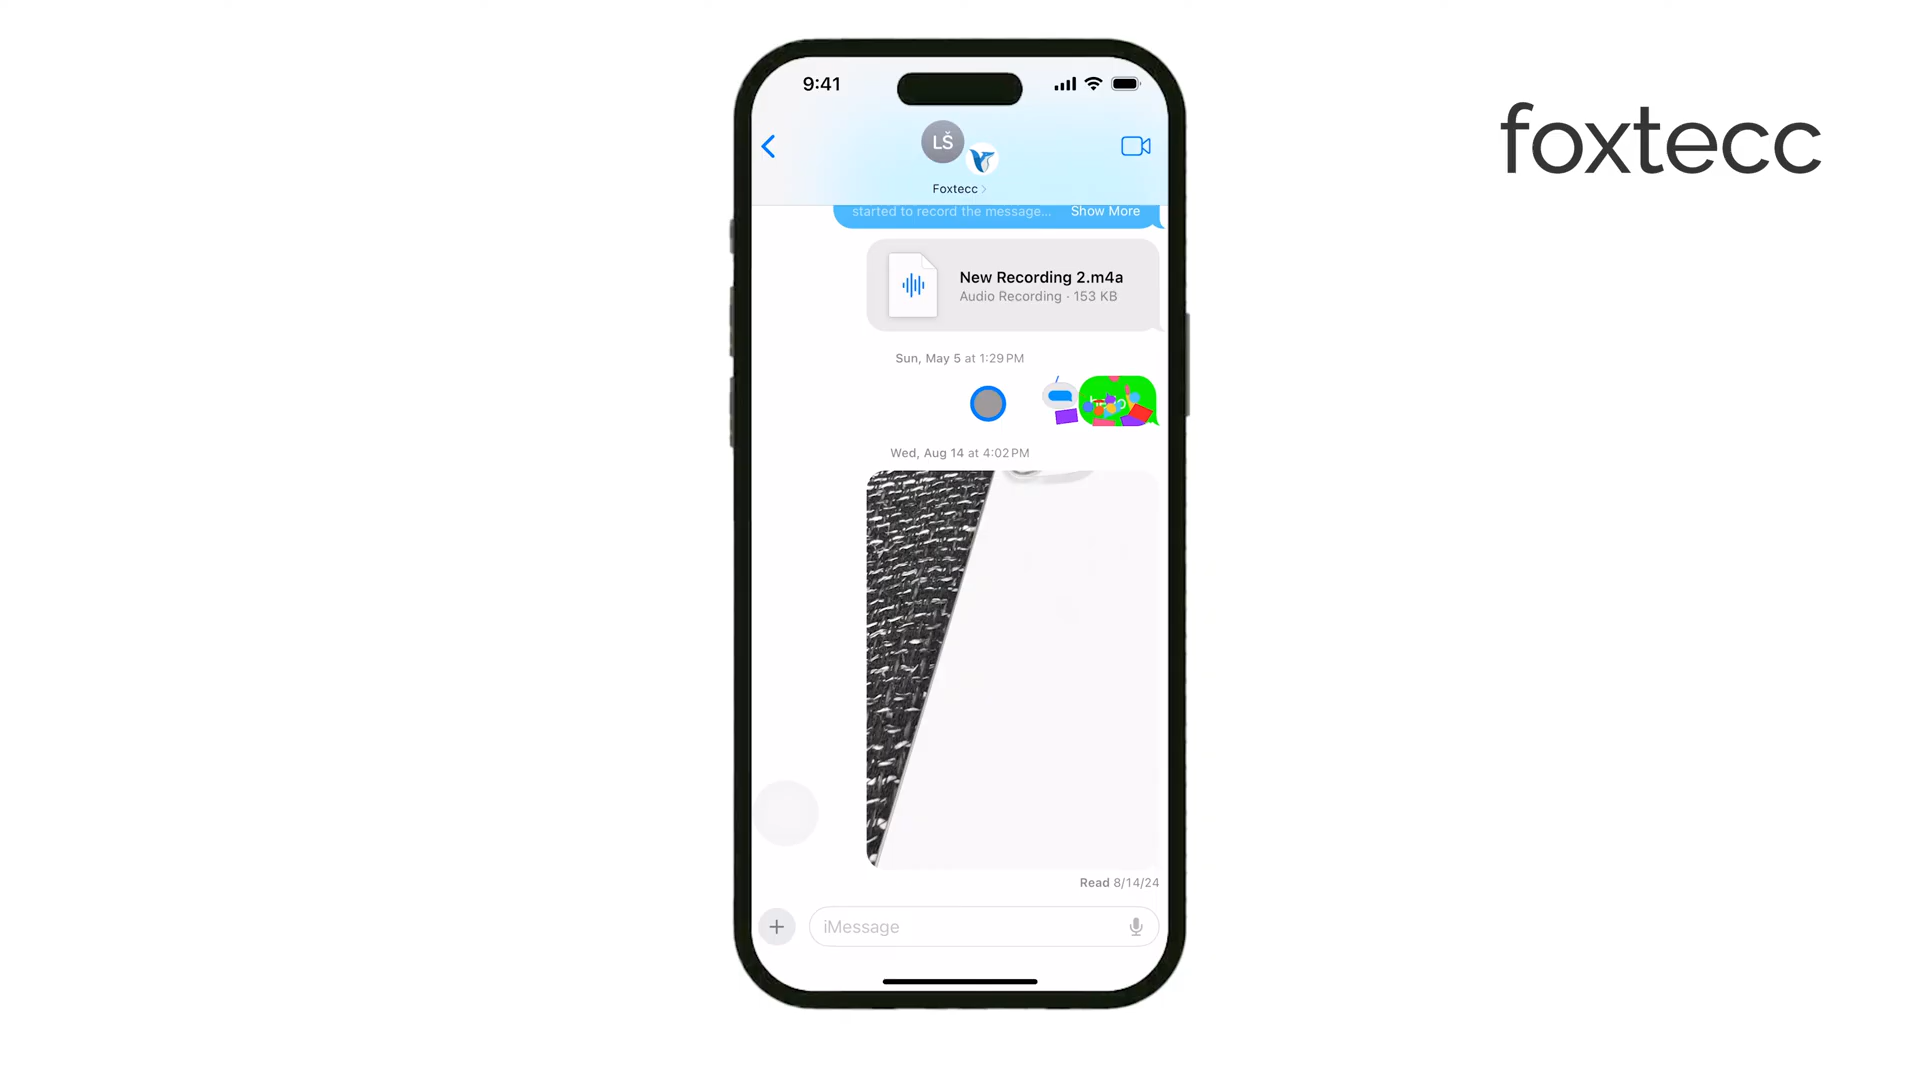 9:41
foxtecc
LŠ
Foxtecc
started to record the message... Show More
New Recording 2.m4a
Audio Recording · 153 KB
Sun, May 5 at 1:29 PM
Wed, Aug 14 at 4:02 PM
Read 8/14/24
iMessage